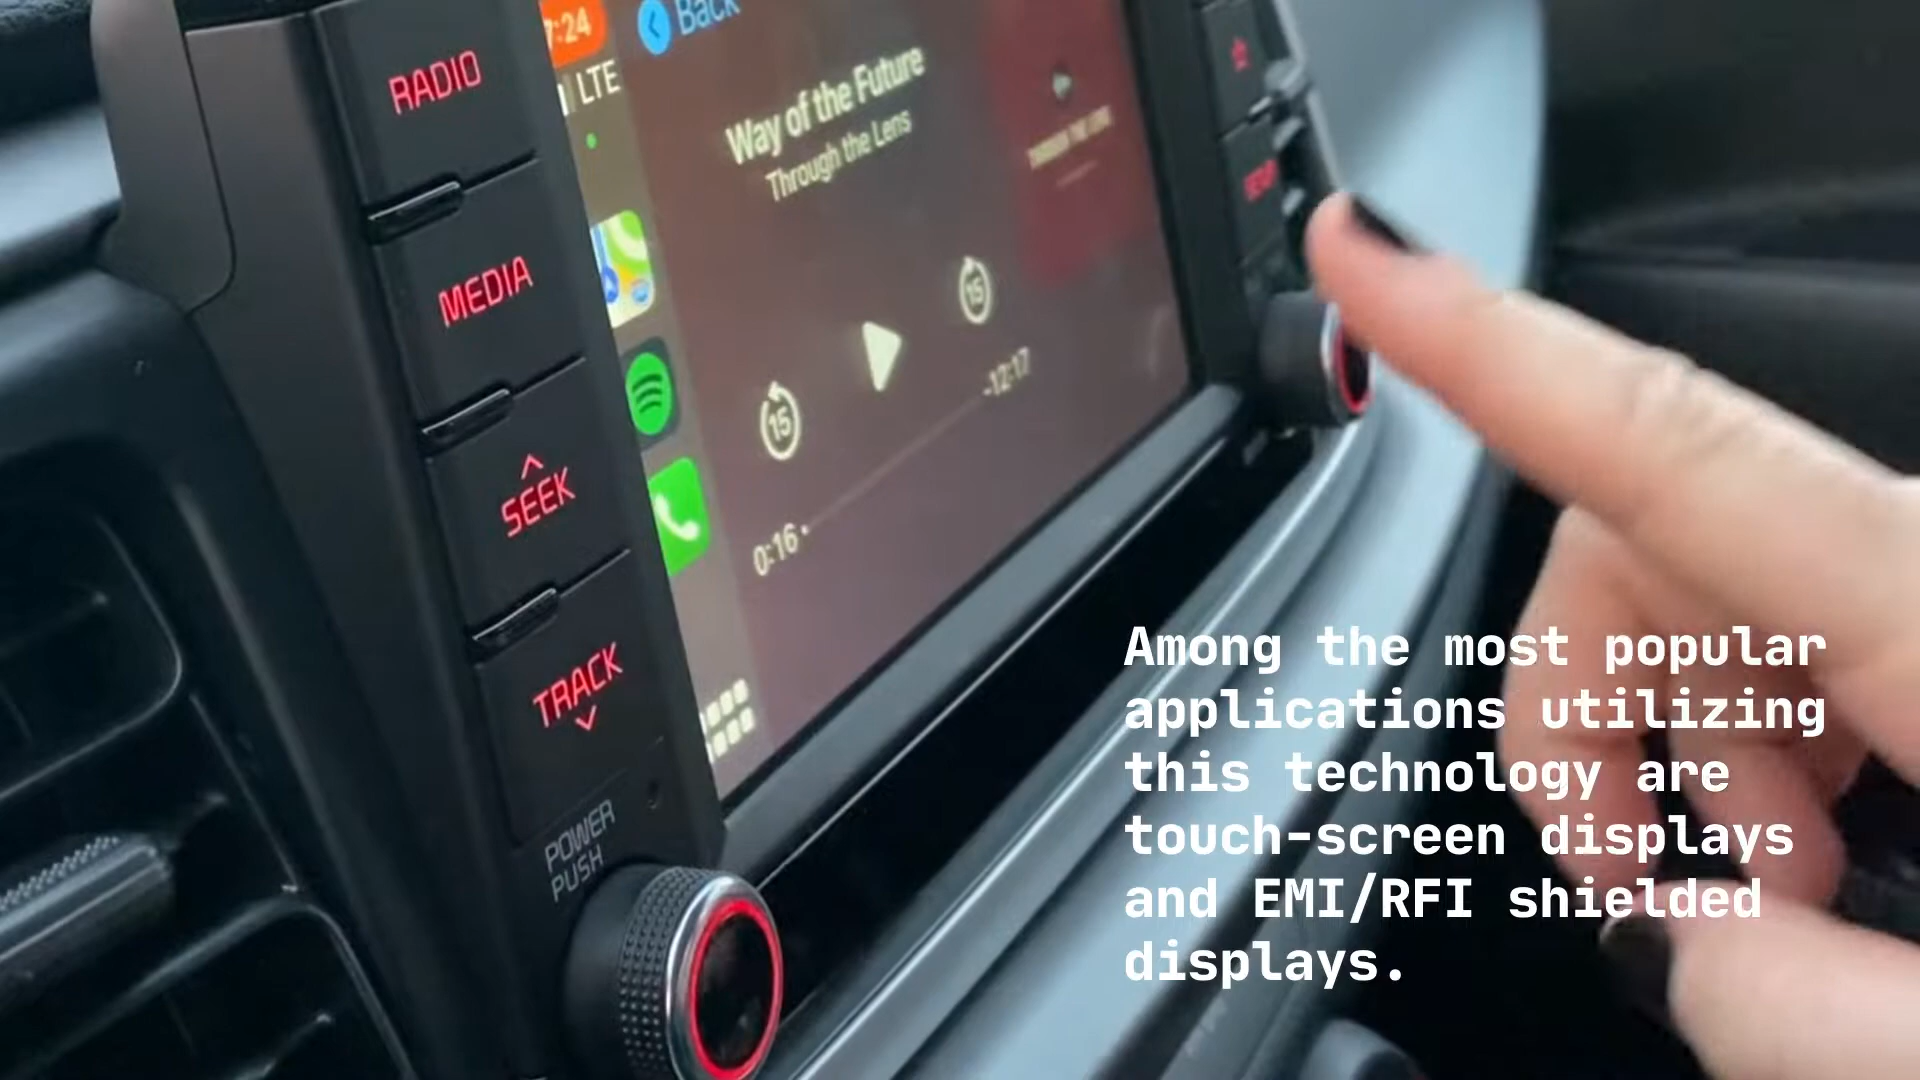 RADIO
MEDIA
SEEK
TRACK
POWER
PUSH
7:24
LTE
Back
Way of the Future
Through the Lens
15
15
0:16
-12:17
Among the most popular
applications utilizing
this technology are
touch-screen displays
and EMI/RFI shielded
displays.